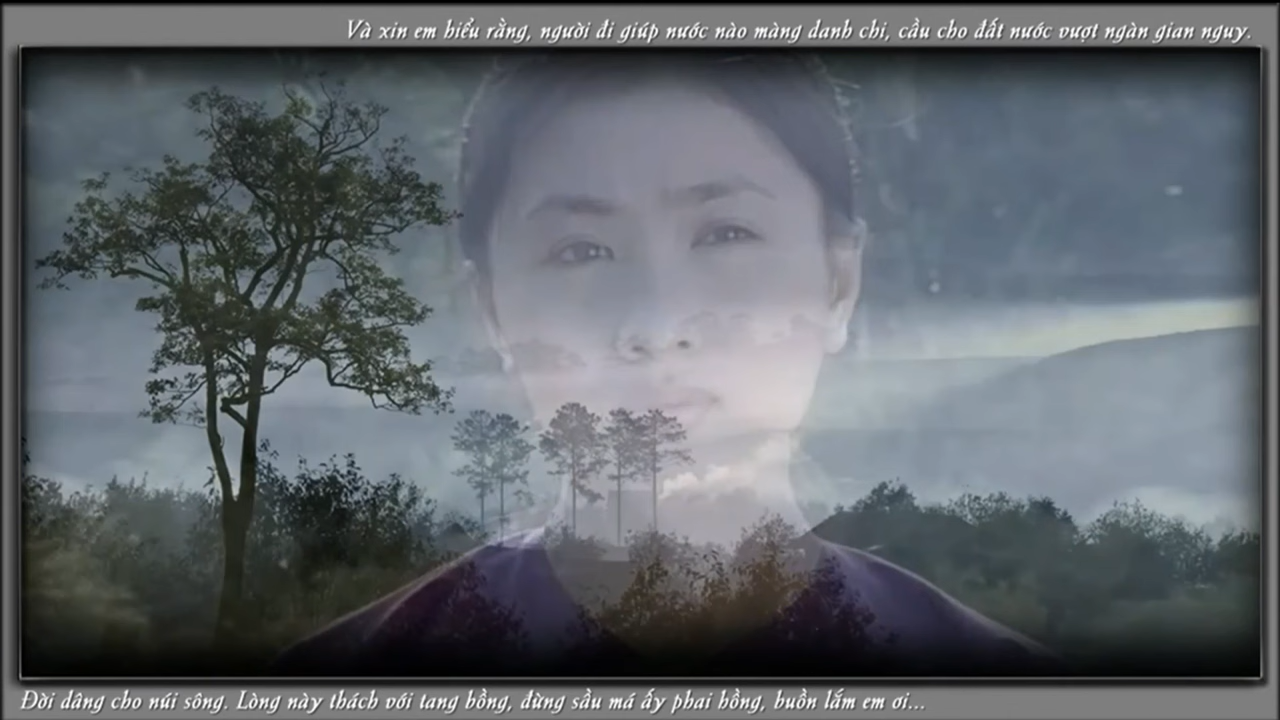 Và xin em hiểu rằng, người đi giúp nước nào màng danh chi, cầu cho đất nước vượt ngàn gian nguy.
Đời dâng cho núi sông. Lòng này thách với tang bồng, đừng sầu má ấy phai hồng, buồn lắm em ơi...